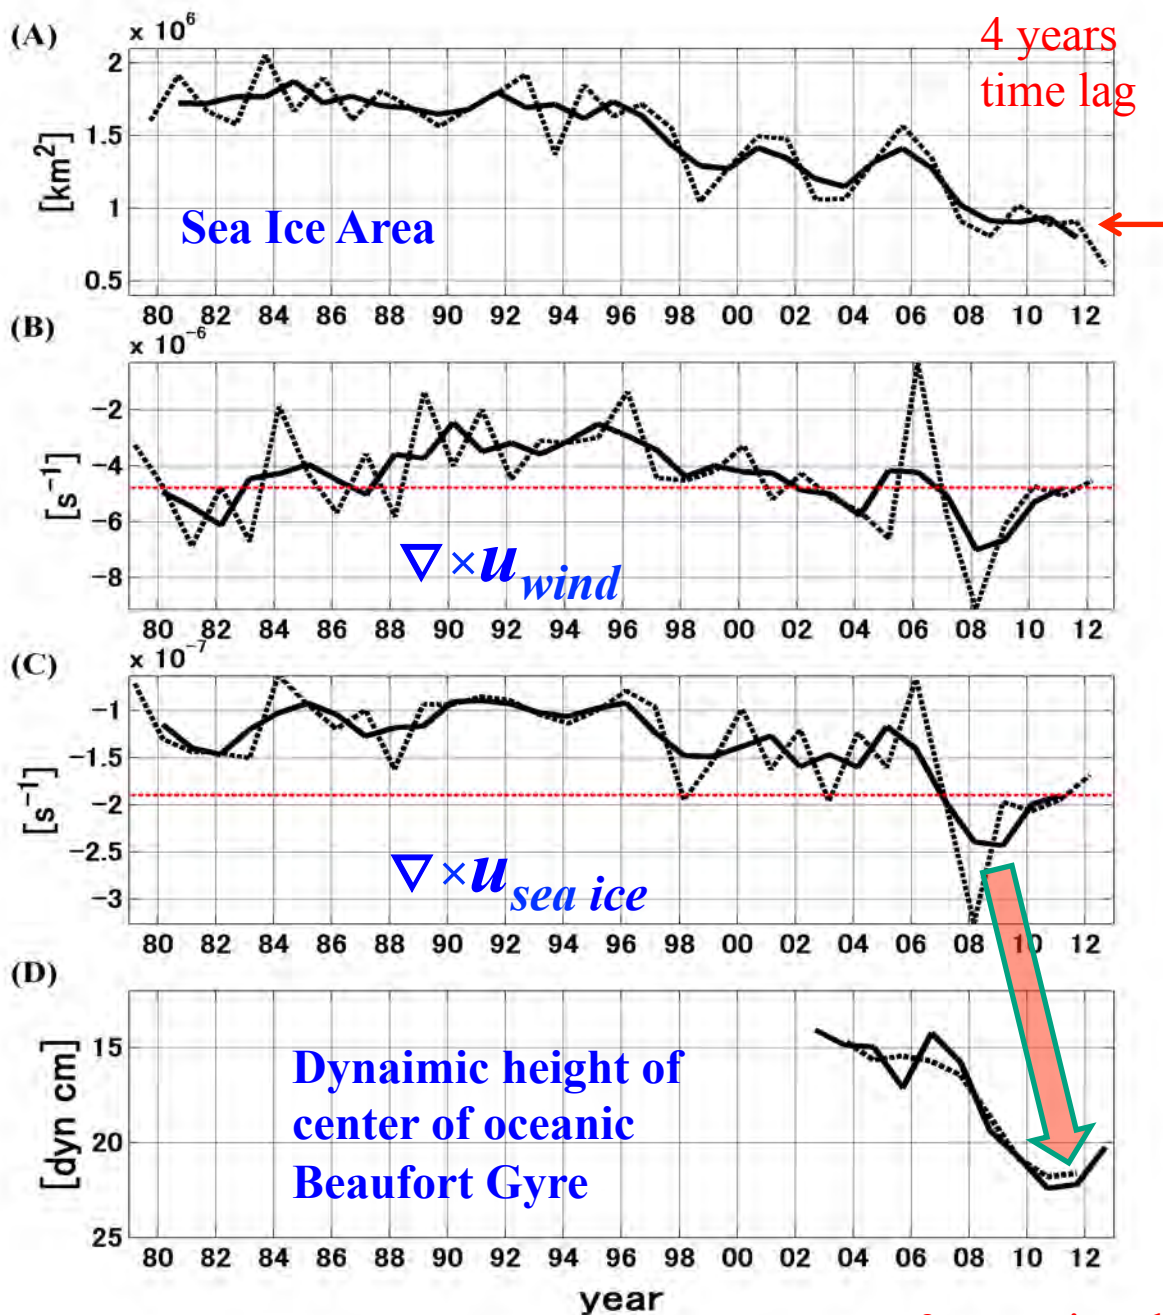 (A)
x 10^6
4 years
time lag
2
1.5
1
0.5
[km²]
Sea Ice Area
80 82 84 86 88 90 92 94 96 98 00 02 04 06 08 10 12
(B)
x 10^-6
-2
-4
-6
-8
[s⁻¹]
∇×u wind
80 82 84 86 88 90 92 94 96 98 00 02 04 06 08 10 12
(C)
x 10^-7
-1
-1.5
-2
-2.5
-3
[s⁻¹]
∇×u sea ice
80 82 84 86 88 90 92 94 96 98 00 02 04 06 08 10 12
(D)
15
20
25
[dyn cm]
Dynaimic height of
center of oceanic
Beaufort Gyre
80 82 84 86 88 90 92 94 96 98 00 02 04 06 08 10 12
year